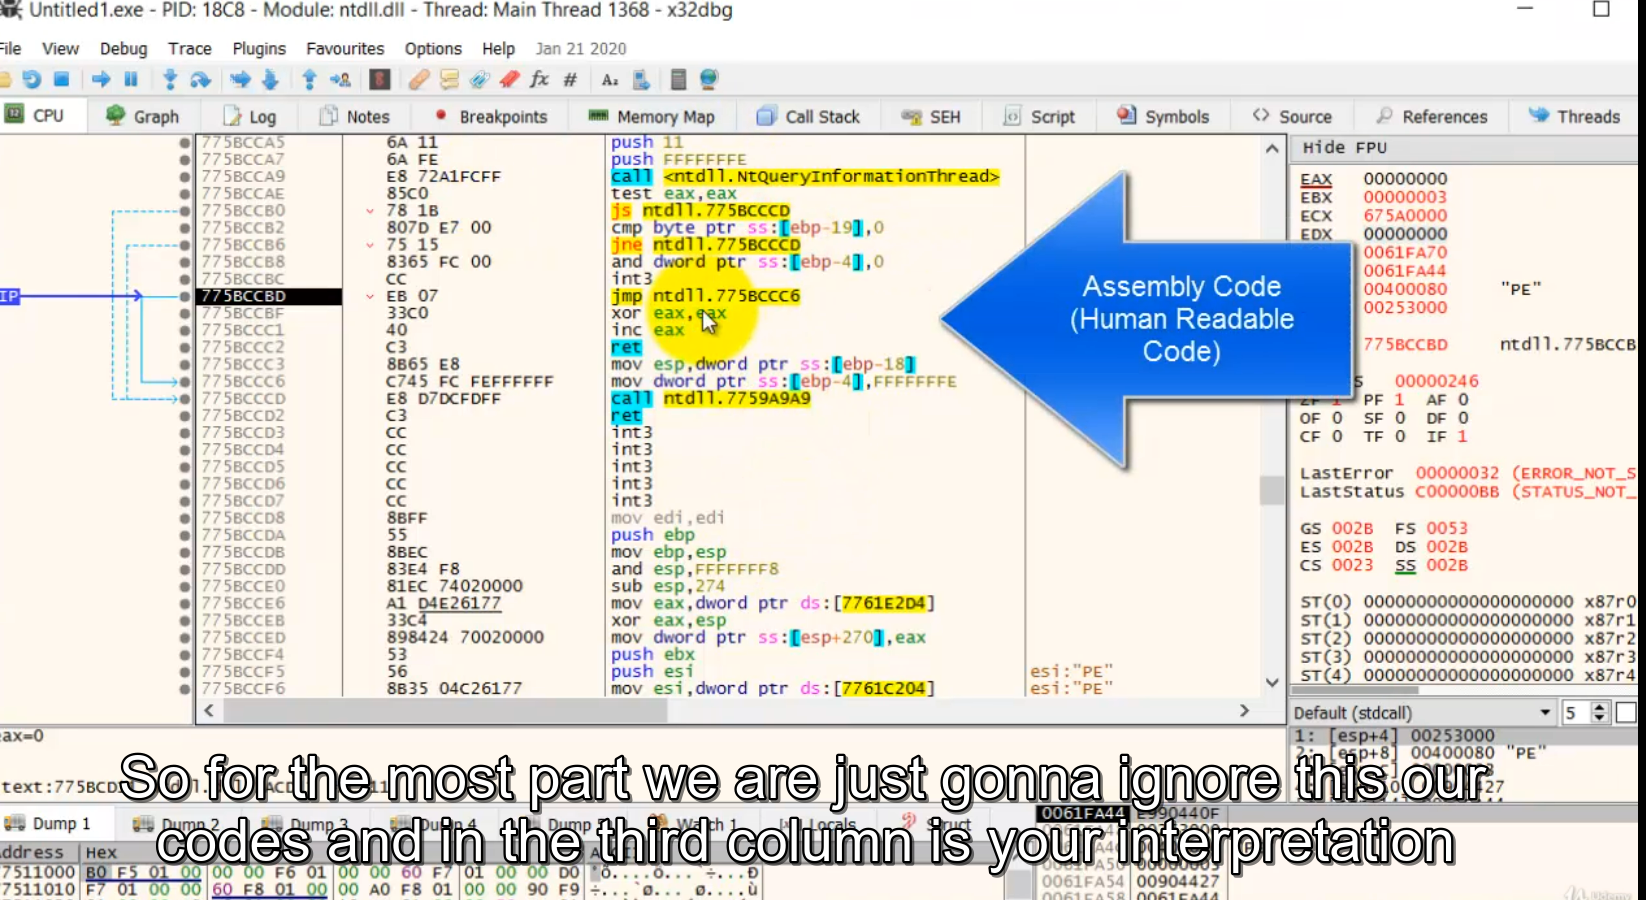 Untitled1.exe - PID: 18C8 - Module: ntdll.dll - Thread: Main Thread 1368 - x32dbg
File View Debug Trace Plugins Favourites Options Help Jan 21 2020
CPU Graph Log Notes Breakpoints Memory Map Call Stack SEH Script Symbols Source References Threads
775BCCA5 6A 11 push 11
775BCCA7 6A FE push FFFFFFFE
775BCCA9 E8 72A1FCFF call <ntdll.NtQueryInformationThread>
775BCCAE 85C0 test eax,eax
775BCCB0 78 1B js ntdll.775BCCCD
775BCCB2 807D E7 00 cmp byte ptr ss:[ebp-19],0
775BCCB6 75 15 jne ntdll.775BCCCD
775BCCB8 8365 FC 00 and dword ptr ss:[ebp-4],0
775BCCBC CC int3
IP 775BCCBD EB 07 jmp ntdll.775BCCC6
775BCCBF 33C0 xor eax,eax
775BCCC1 40 inc eax
775BCCC2 C3 ret
775BCCC3 8B65 E8 mov esp,dword ptr ss:[ebp-18]
775BCCC6 C745 FC FEFFFFFF mov dword ptr ss:[ebp-4],FFFFFFFE
775BCCCD E8 D7DCFDFF call ntdll.7759A9A9
775BCCD2 C3 ret
775BCCD3 CC int3
775BCCD4 CC int3
775BCCD5 CC int3
775BCCD6 CC int3
775BCCD7 CC int3
775BCCD8 8BFF mov edi,edi
775BCCDA 55 push ebp
775BCCDB 8BEC mov ebp,esp
775BCCDD 83E4 F8 and esp,FFFFFFF8
775BCCE0 81EC 74020000 sub esp,274
775BCCE6 A1 D4E26177 mov eax,dword ptr ds:[7761E2D4]
775BCCEB 33C4 xor eax,esp
775BCCED 898424 70020000 mov dword ptr ss:[esp+270],eax
775BCCF4 53 push ebx
775BCCF5 56 push esi esi:"PE"
775BCCF6 8B35 04C26177 mov esi,dword ptr ds:[7761C204] esi:"PE"
Assembly Code
(Human Readable
Code)
Hide FPU
EAX 00000000
EBX 00000003
ECX 675A0000
EDX 00000000
0061FA70
0061FA44
00400080 "PE"
00253000
775BCCBD ntdll.775BCCB
00000246
ZF 1 PF 1 AF 0
OF 0 SF 0 DF 0
CF 0 TF 0 IF 1
LastError 00000032 (ERROR_NOT_S
LastStatus C00000BB (STATUS_NOT_
GS 002B FS 0053
ES 002B DS 002B
CS 0023 SS 002B
ST(0) 00000000000000000000 x87r0
ST(1) 00000000000000000000 x87r1
ST(2) 00000000000000000000 x87r2
ST(3) 00000000000000000000 x87r3
ST(4) 00000000000000000000 x87r4
Default (stdcall) 5
1: [esp+4] 00253000
2: [esp+8] 00400080 "PE"
eax=0
So for the most part we are just gonna ignore this our
codes and in the third column is your interpretation
Dump 1 Dump 2 Dump 3 Dump 4 Watch 1 Locals Struct
Address Hex
77511000 B0 F5 01 00 00 00 F6 01 00 00 60 F7 01 00 00 D0
77511010 F7 01 00 00 60 F8 01 00 00 A0 F8 01 00 00 90 F9
0061FA44 E990440F
0061FA54 00904427
0061FA58 0061FA44
Udemy